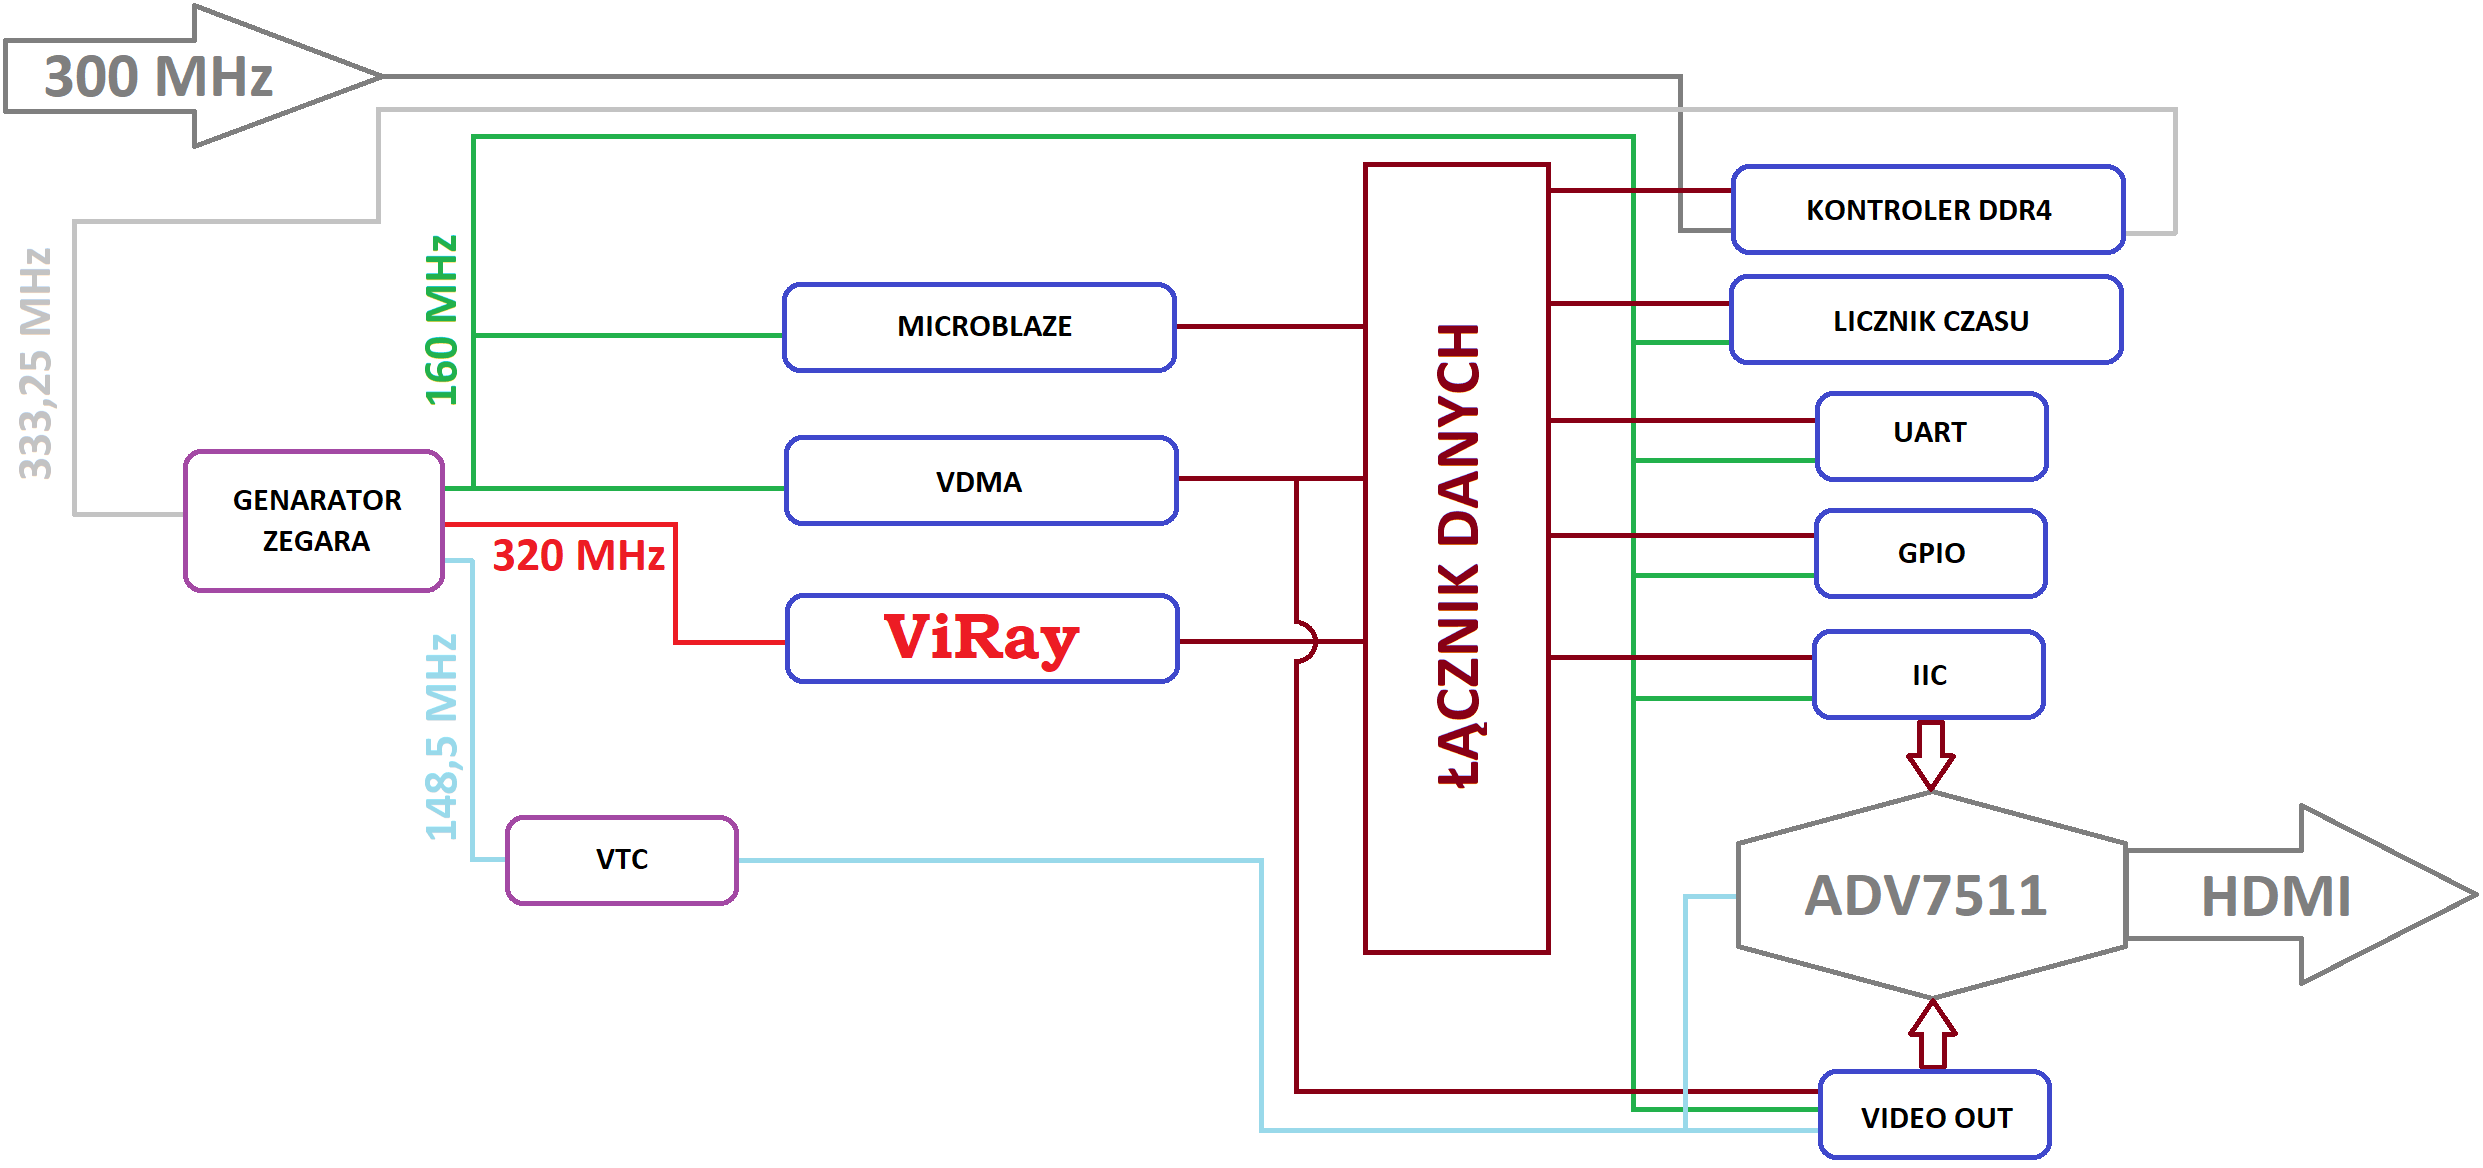 300 MHz
333,25 MHz
160 MHz
KONTROLER DDR4
MICROBLAZE
LICZNIK CZASU
ŁĄCZNIK DANYCH
UART
VDMA
GENARATOR
ZEGARA
320 MHz
GPIO
ViRay
IIC
148,5 MHz
VTC
ADV7511
HDMI
VIDEO OUT